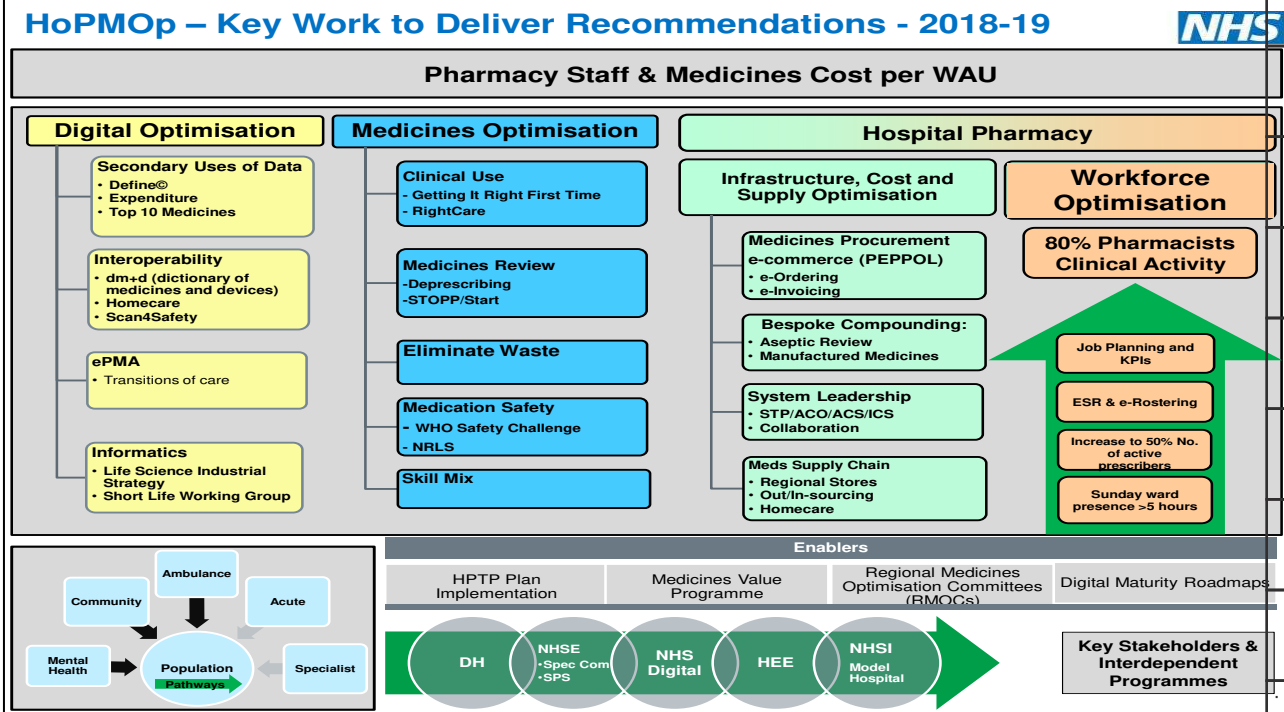 HoPMOp – Key Work to Deliver Recommendations - 2018-19
NHS
Pharmacy Staff & Medicines Cost per WAU
Digital Optimisation
Secondary Uses of Data
• Define©
• Expenditure
• Top 10 Medicines
Interoperability
• dm+d (dictionary of
medicines and devices)
• Homecare
• Scan4Safety
ePMA
• Transitions of care
Informatics
• Life Science Industrial
Strategy
• Short Life Working Group
Medicines Optimisation
Clinical Use
- Getting It Right First Time
- RightCare
Medicines Review
-Deprescribing
-STOPP/Start
Eliminate Waste
Medication Safety
- WHO Safety Challenge
- NRLS
Skill Mix
Hospital Pharmacy
Infrastructure, Cost and
Supply Optimisation
Medicines Procurement
e-commerce (PEPPOL)
• e-Ordering
• e-Invoicing
Bespoke Compounding:
• Aseptic Review
• Manufactured Medicines
System Leadership
• STP/ACO/ACS/ICS
• Collaboration
Meds Supply Chain
• Regional Stores
• Out/In-sourcing
• Homecare
Workforce
Optimisation
80% Pharmacists
Clinical Activity
Job Planning and
KPIs
ESR & e-Rostering
Increase to 50% No.
of active
prescribers
Sunday ward
presence >5 hours
Ambulance
Community
Acute
Mental
Health
Population
Pathways
Specialist
Enablers
HPTP Plan
Implementation
Medicines Value
Programme
Regional Medicines
Optimisation Committees
(RMOCs)
Digital Maturity Roadmaps
DH
NHSE
•Spec Com
•SPS
NHS
Digital
HEE
NHSI
Model
Hospital
Key Stakeholders &
Interdependent
Programmes